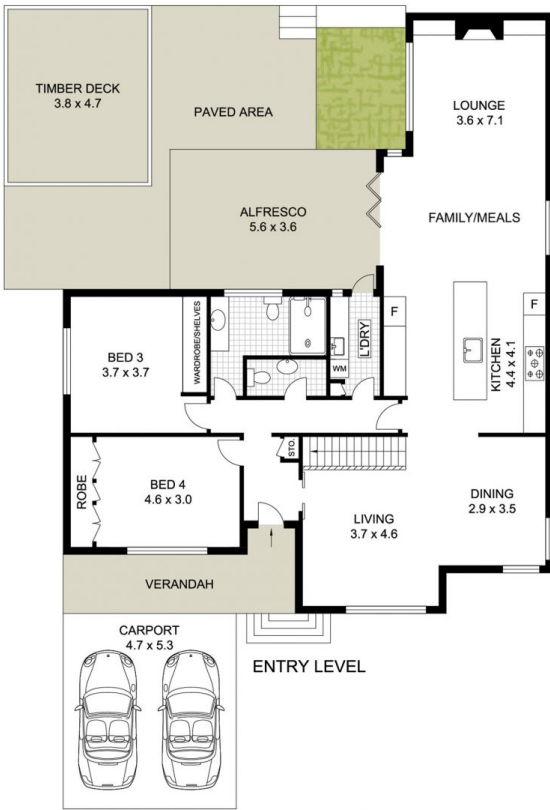 TIMBER DECK
3.8 x 4.7
PAVED AREA
LOUNGE
3.6 x 7.1
ALFRESCO
5.6 x 3.6
FAMILY/MEALS
BED 3
3.7 x 3.7
WARDROBE/SHELVES
L'DRY
WM
F
F
KITCHEN
4.4 x 4.1
ROBE
BED 4
4.6 x 3.0
STO.
LIVING
3.7 x 4.6
DINING
2.9 x 3.5
VERANDAH
CARPORT
4.7 x 5.3
ENTRY LEVEL